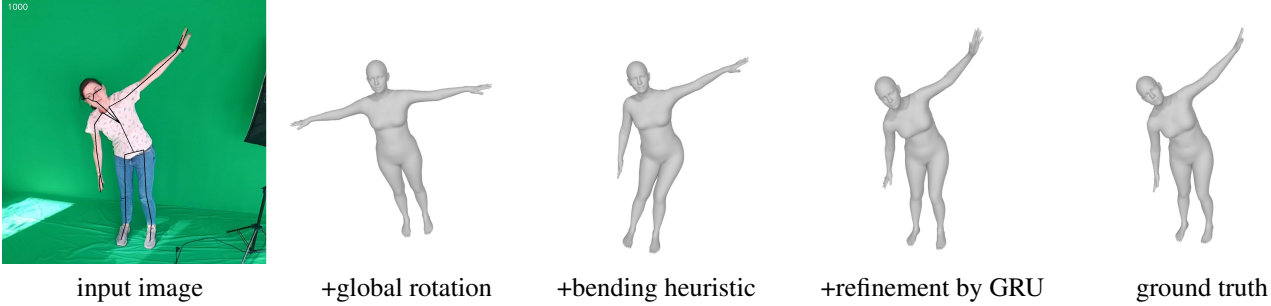 1000
input image
+global rotation
+bending heuristic
+refinement by GRU
ground truth